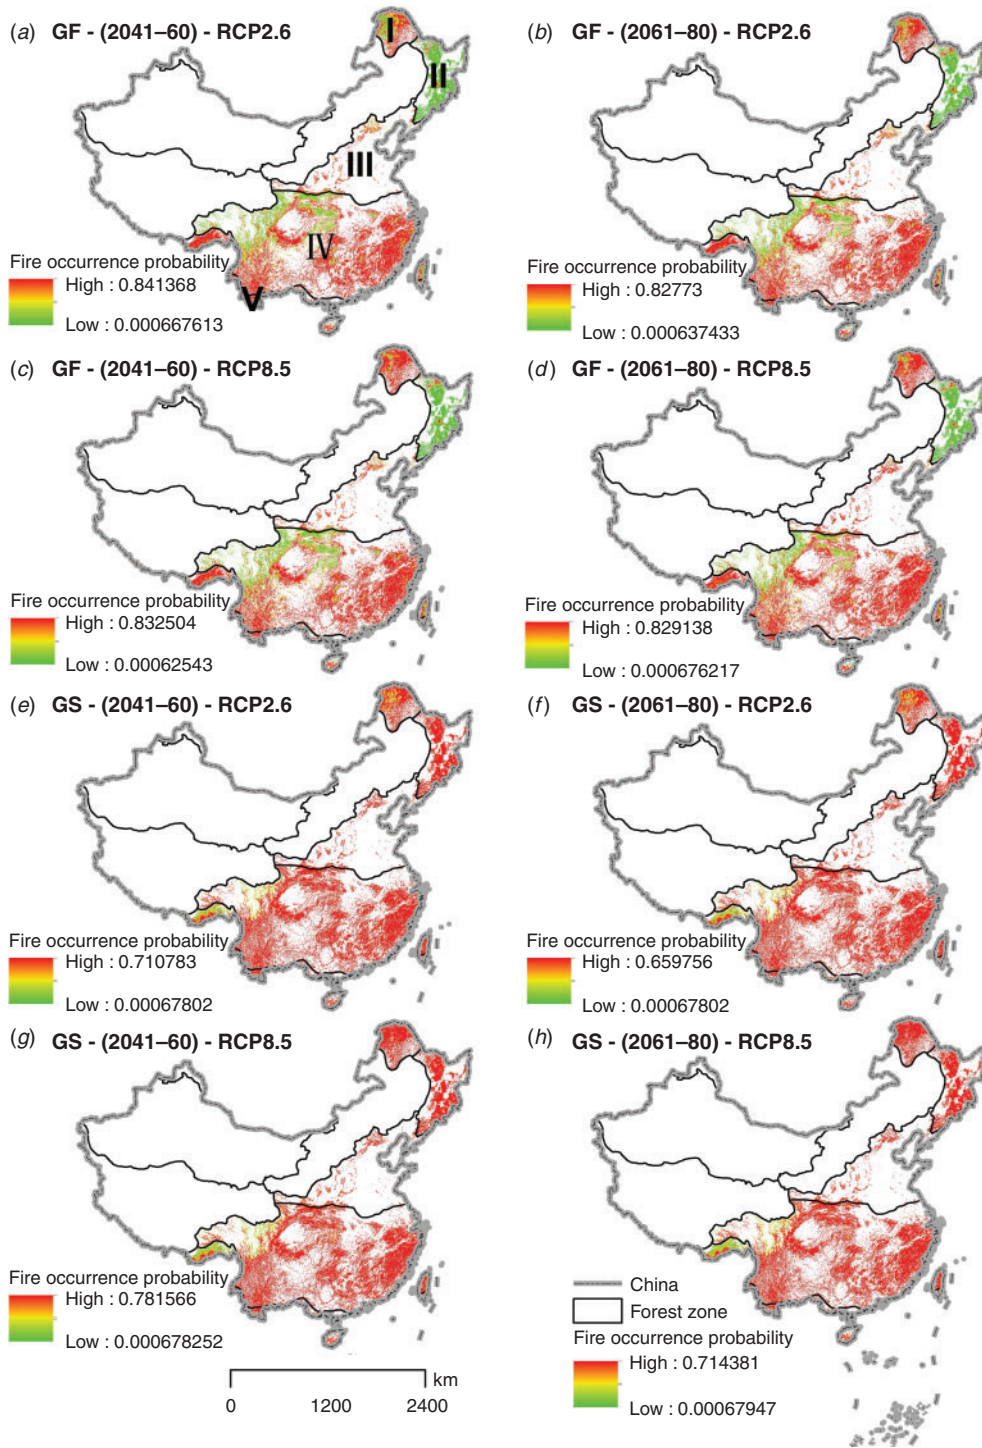 (a) GF - (2041–60) - RCP2.6
I
II
III
IV
V
Fire occurrence probability
High : 0.841368
Low : 0.000667613
(b) GF - (2061–80) - RCP2.6
Fire occurrence probability
High : 0.82773
Low : 0.000637433
(c) GF - (2041–60) - RCP8.5
Fire occurrence probability
High : 0.832504
Low : 0.00062543
(d) GF - (2061–80) - RCP8.5
Fire occurrence probability
High : 0.829138
Low : 0.000676217
(e) GS - (2041–60) - RCP2.6
Fire occurrence probability
High : 0.710783
Low : 0.00067802
(f) GS - (2061–80) - RCP2.6
Fire occurrence probability
High : 0.659756
Low : 0.00067802
(g) GS - (2041–60) - RCP8.5
Fire occurrence probability
High : 0.781566
Low : 0.000678252
km
0 1200 2400
(h) GS - (2061–80) - RCP8.5
China
Forest zone
Fire occurrence probability
High : 0.714381
Low : 0.00067947